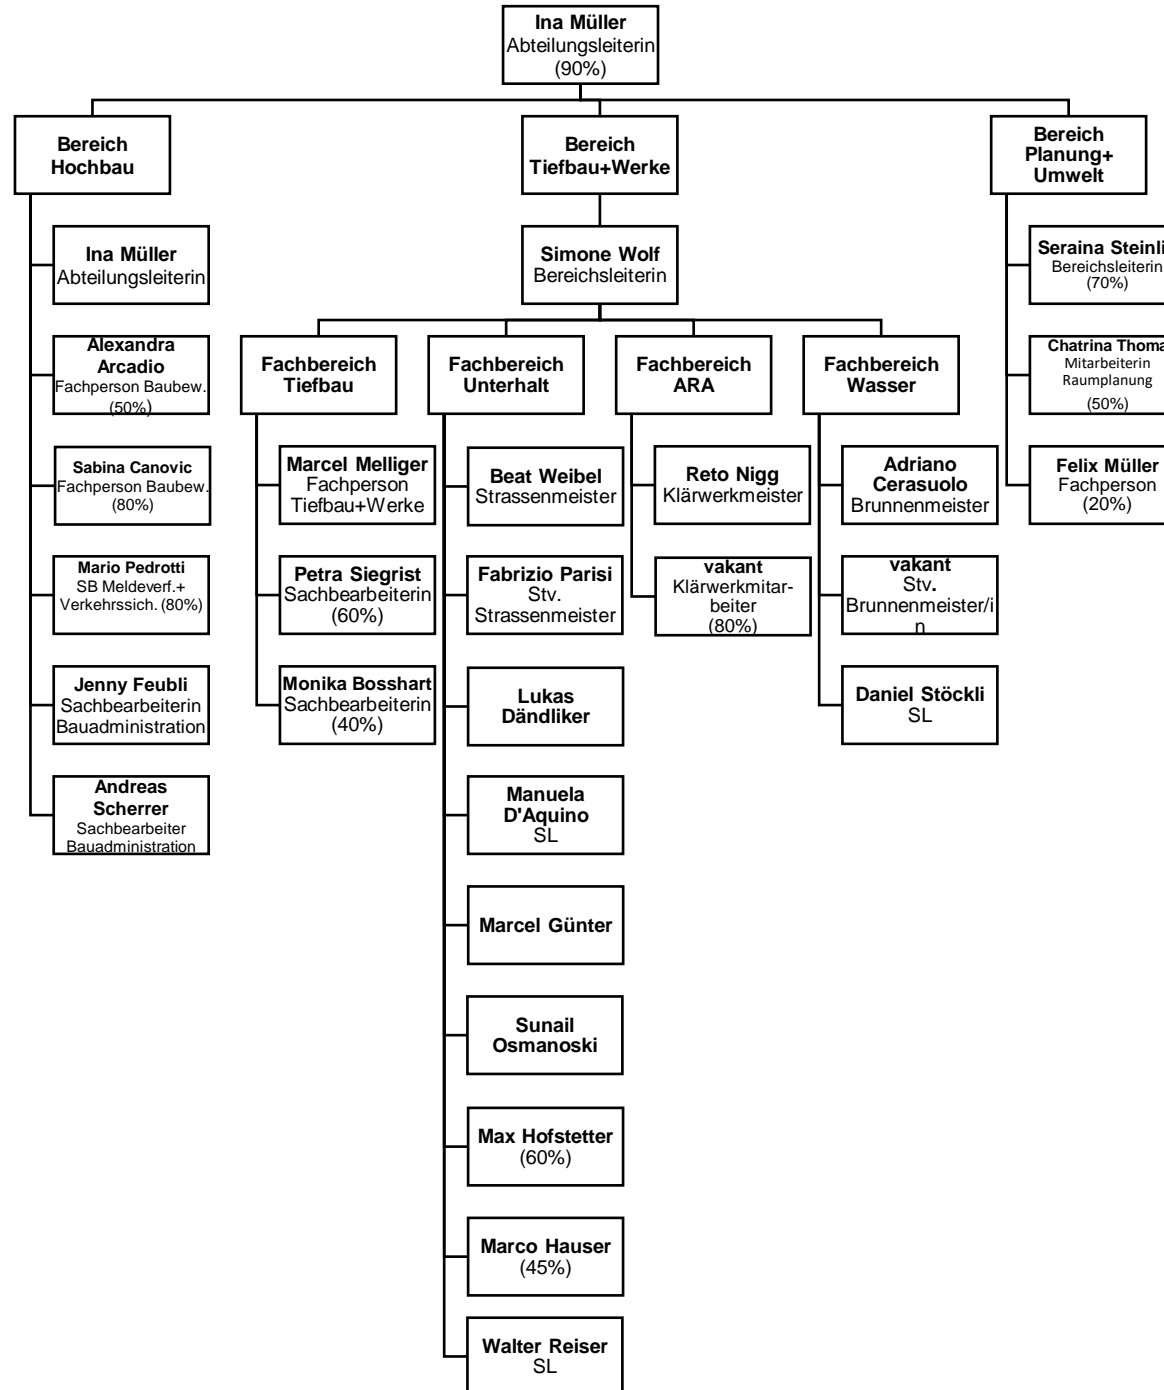 Ina Müller
Abteilungsleiterin
(90%)
Bereich
Hochbau
Bereich
Tiefbau+Werke
Bereich
Planung+
Umwelt
Ina Müller
Abteilungsleiterin
Simone Wolf
Bereichsleiterin
Seraina Steinli
Bereichsleiterin
(70%)
Alexandra
Arcadio
Fachperson Baubew.
(50%)
Fachbereich
Tiefbau
Fachbereich
Unterhalt
Fachbereich
ARA
Fachbereich
Wasser
Chatrina Thoma
Mitarbeiterin
Raumplanung
(50%)
Sabina Canovic
Fachperson Baubew.
(80%)
Marcel Melliger
Fachperson
Tiefbau+Werke
Beat Weibel
Strassenmeister
Reto Nigg
Klärwerkmeister
Adriano
Cerasuolo
Brunnenmeister
Felix Müller
Fachperson
(20%)
Mario Pedrotti
SB Meldeverf.+
Verkehrssich. (80%)
Petra Siegrist
Sachbearbeiterin
(60%)
Fabrizio Parisi
Stv.
Strassenmeister
vakant
Klärwerkmitar-
beiter
(80%)
vakant
Stv.
Brunnenmeister/i
n
Jenny Feubli
Sachbearbeiterin
Bauadministration
Monika Bosshart
Sachbearbeiterin
(40%)
Lukas
Dändliker
Daniel Stöckli
SL
Andreas
Scherrer
Sachbearbeiter
Bauadministration
Manuela
D'Aquino
SL
Marcel Günter
Sunail
Osmanoski
Max Hofstetter
(60%)
Marco Hauser
(45%)
Walter Reiser
SL